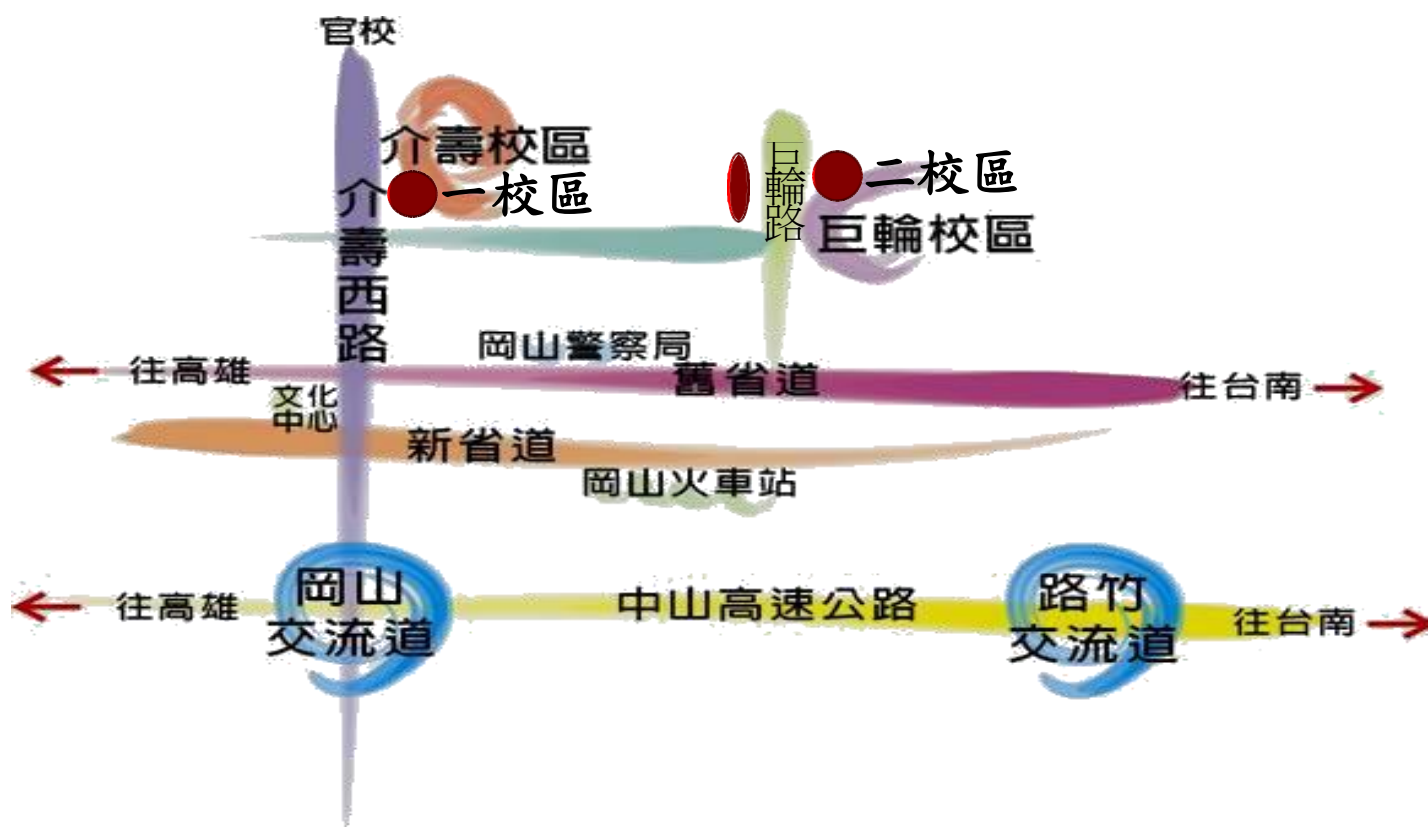 官校
介壽校區
一校區
介壽西路
巨輪路
二校區
巨輪校區
岡山警察局
往高雄
舊省道
往台南
文化
中心
新省道
岡山火車站
往高雄
岡山
交流道
中山高速公路
路竹
交流道
往台南